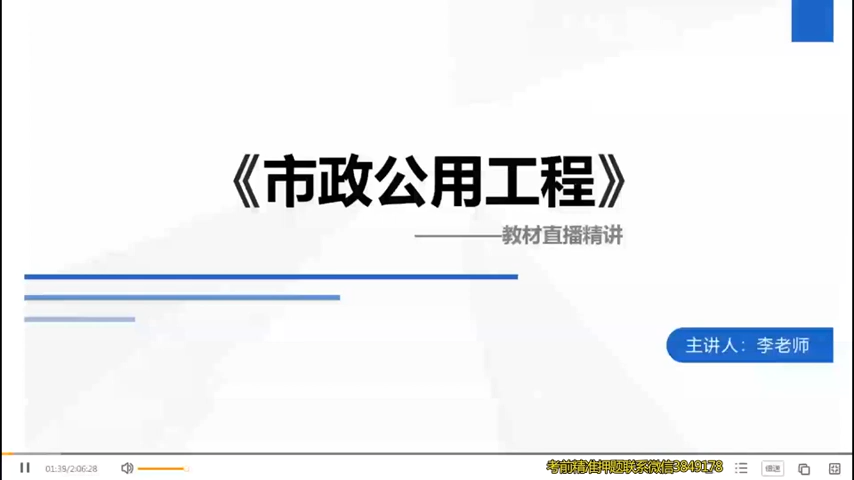 《市政公用工程》
————教材直播精讲
主讲人：李老师
01:39/2:06:28
考前精准押题联系微信3849178
倍速